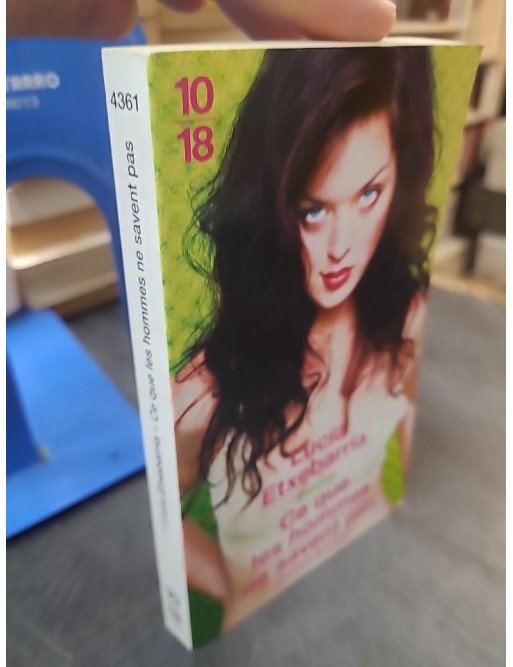 4361
Lucía Etxebarria - Ce que les hommes ne savent pas
10
18
Lucía
Etxebarria
Ce que
les hommes
ne savent pas